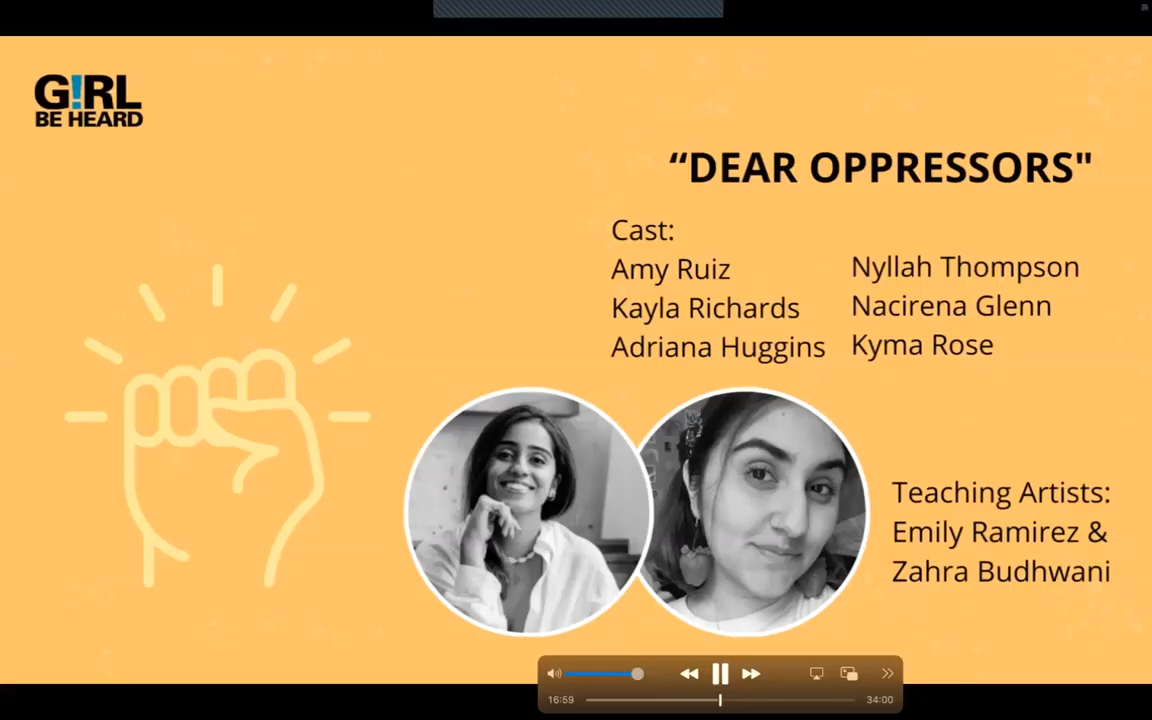 G!RL
BE HEARD
“DEAR OPPRESSORS"
Cast:
Amy Ruiz
Kayla Richards
Adriana Huggins
Nyllah Thompson
Nacirena Glenn
Kyma Rose
Teaching Artists:
Emily Ramirez &
Zahra Budhwani
16:59
34:00